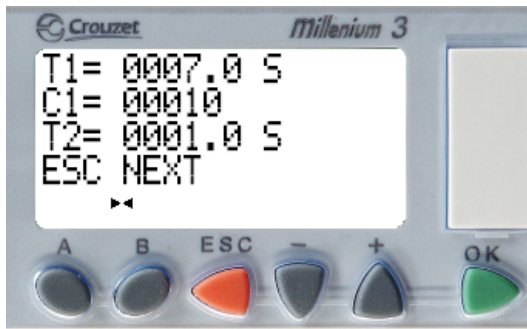 Crouzet
Millenium 3
T1= 0007.0 S
C1= 00010
T2= 0001.0 S
ESC NEXT
A B ESC - + OK